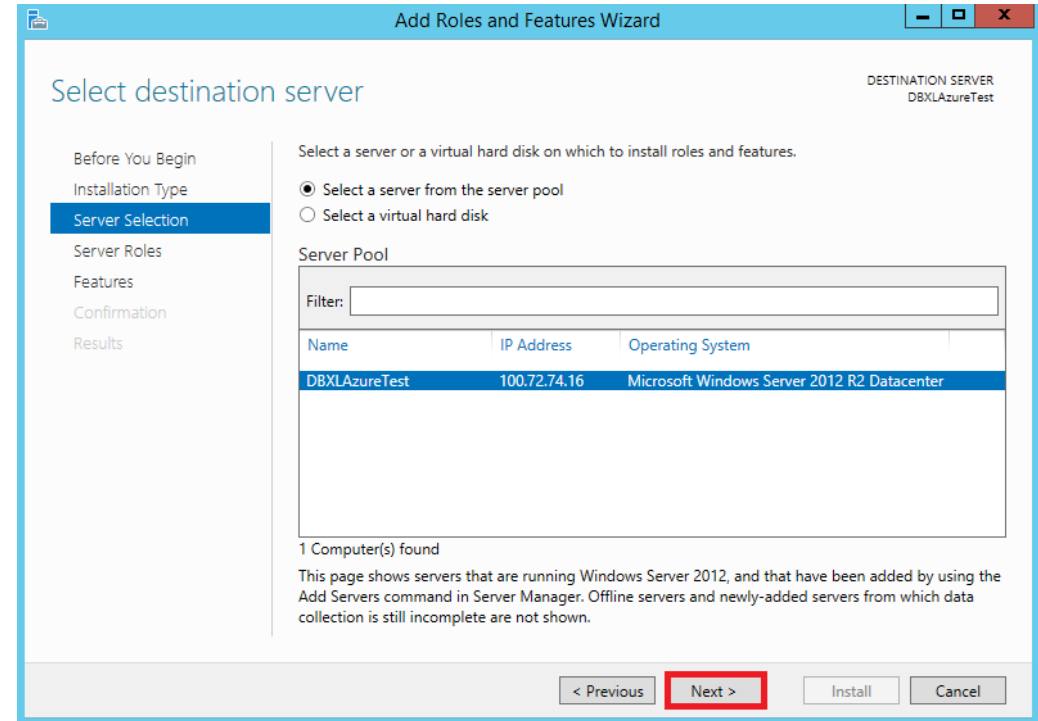 Add Roles and Features Wizard
Select destination server
DESTINATION SERVER
DBXLAzureTest
Before You Begin
Installation Type
Server Selection
Server Roles
Features
Confirmation
Results
Select a server or a virtual hard disk on which to install roles and features.
Select a server from the server pool
Select a virtual hard disk
Server Pool
Filter:
Name IP Address Operating System
DBXLAzureTest 100.72.74.16 Microsoft Windows Server 2012 R2 Datacenter
1 Computer(s) found
This page shows servers that are running Windows Server 2012, and that have been added by using the
Add Servers command in Server Manager. Offline servers and newly-added servers from which data
collection is still incomplete are not shown.
< Previous Next > Install Cancel